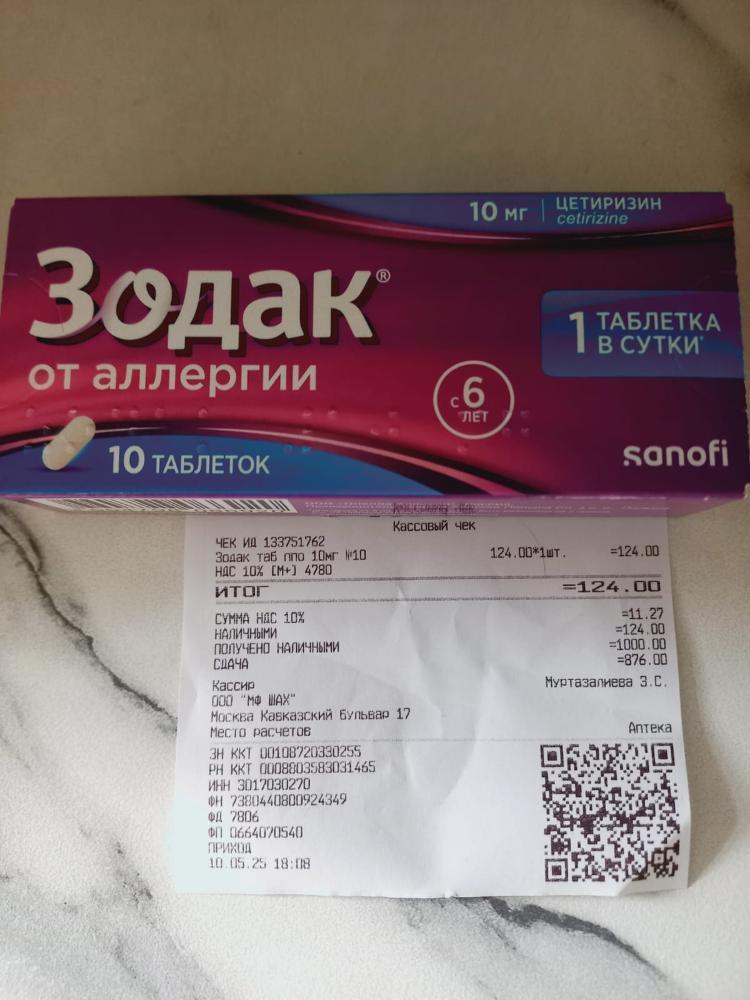 10 мг | ЦЕТИРИЗИН
cetirizine
Зодак®
от аллергии
1 ТАБЛЕТКА
В СУТКИ*
с 6
ЛЕТ
10 ТАБЛЕТОК
sanofi
Кассовый чек
ЧЕК ИД 133751762
Зодак таб ппо 10мг №10 124.00*1шт. =124.00
НДС 10% [М+] 4780
ИТОГ =124.00
СУММА НДС 10% =11.27
НАЛИЧНЫМИ =124.00
ПОЛУЧЕНО НАЛИЧНЫМИ =1000.00
СДАЧА =876.00
Кассир Муртазалиева З.С.
ООО "МФ ШАХ"
Москва Кавказский бульвар 17
Место расчетов Аптека
ЗН ККТ 00108720330255
РН ККТ 0008803583031465
ИНН 3017030270
ФН 7380440800924349
ФД 7806
ФП 0664070540
ПРИХОД
10.05.25 18:08